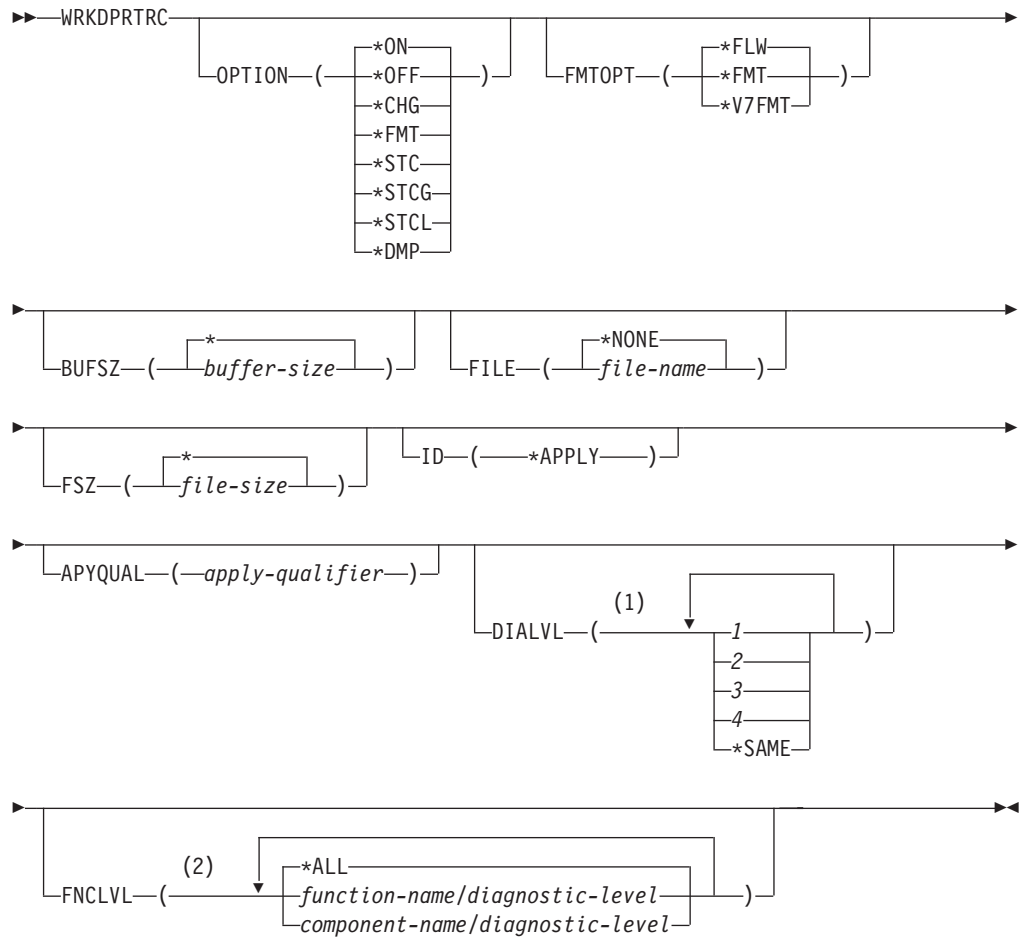 WRKDPRTRC
OPTION ( *ON )
*OFF
*CHG
*FMT
*STC
*STCG
*STCL
*DMP
FMTOPT ( *FLW )
*FMT
*V7FMT
BUFSZ ( * )
buffer-size
FILE ( *NONE )
file-name
FSZ ( * )
file-size
ID ( *APPLY )
APYQUAL ( apply-qualifier )
DIALVL ( (1) 1 )
2
3
4
*SAME
FNCLVL ( (2) *ALL )
function-name/diagnostic-level
component-name/diagnostic-level